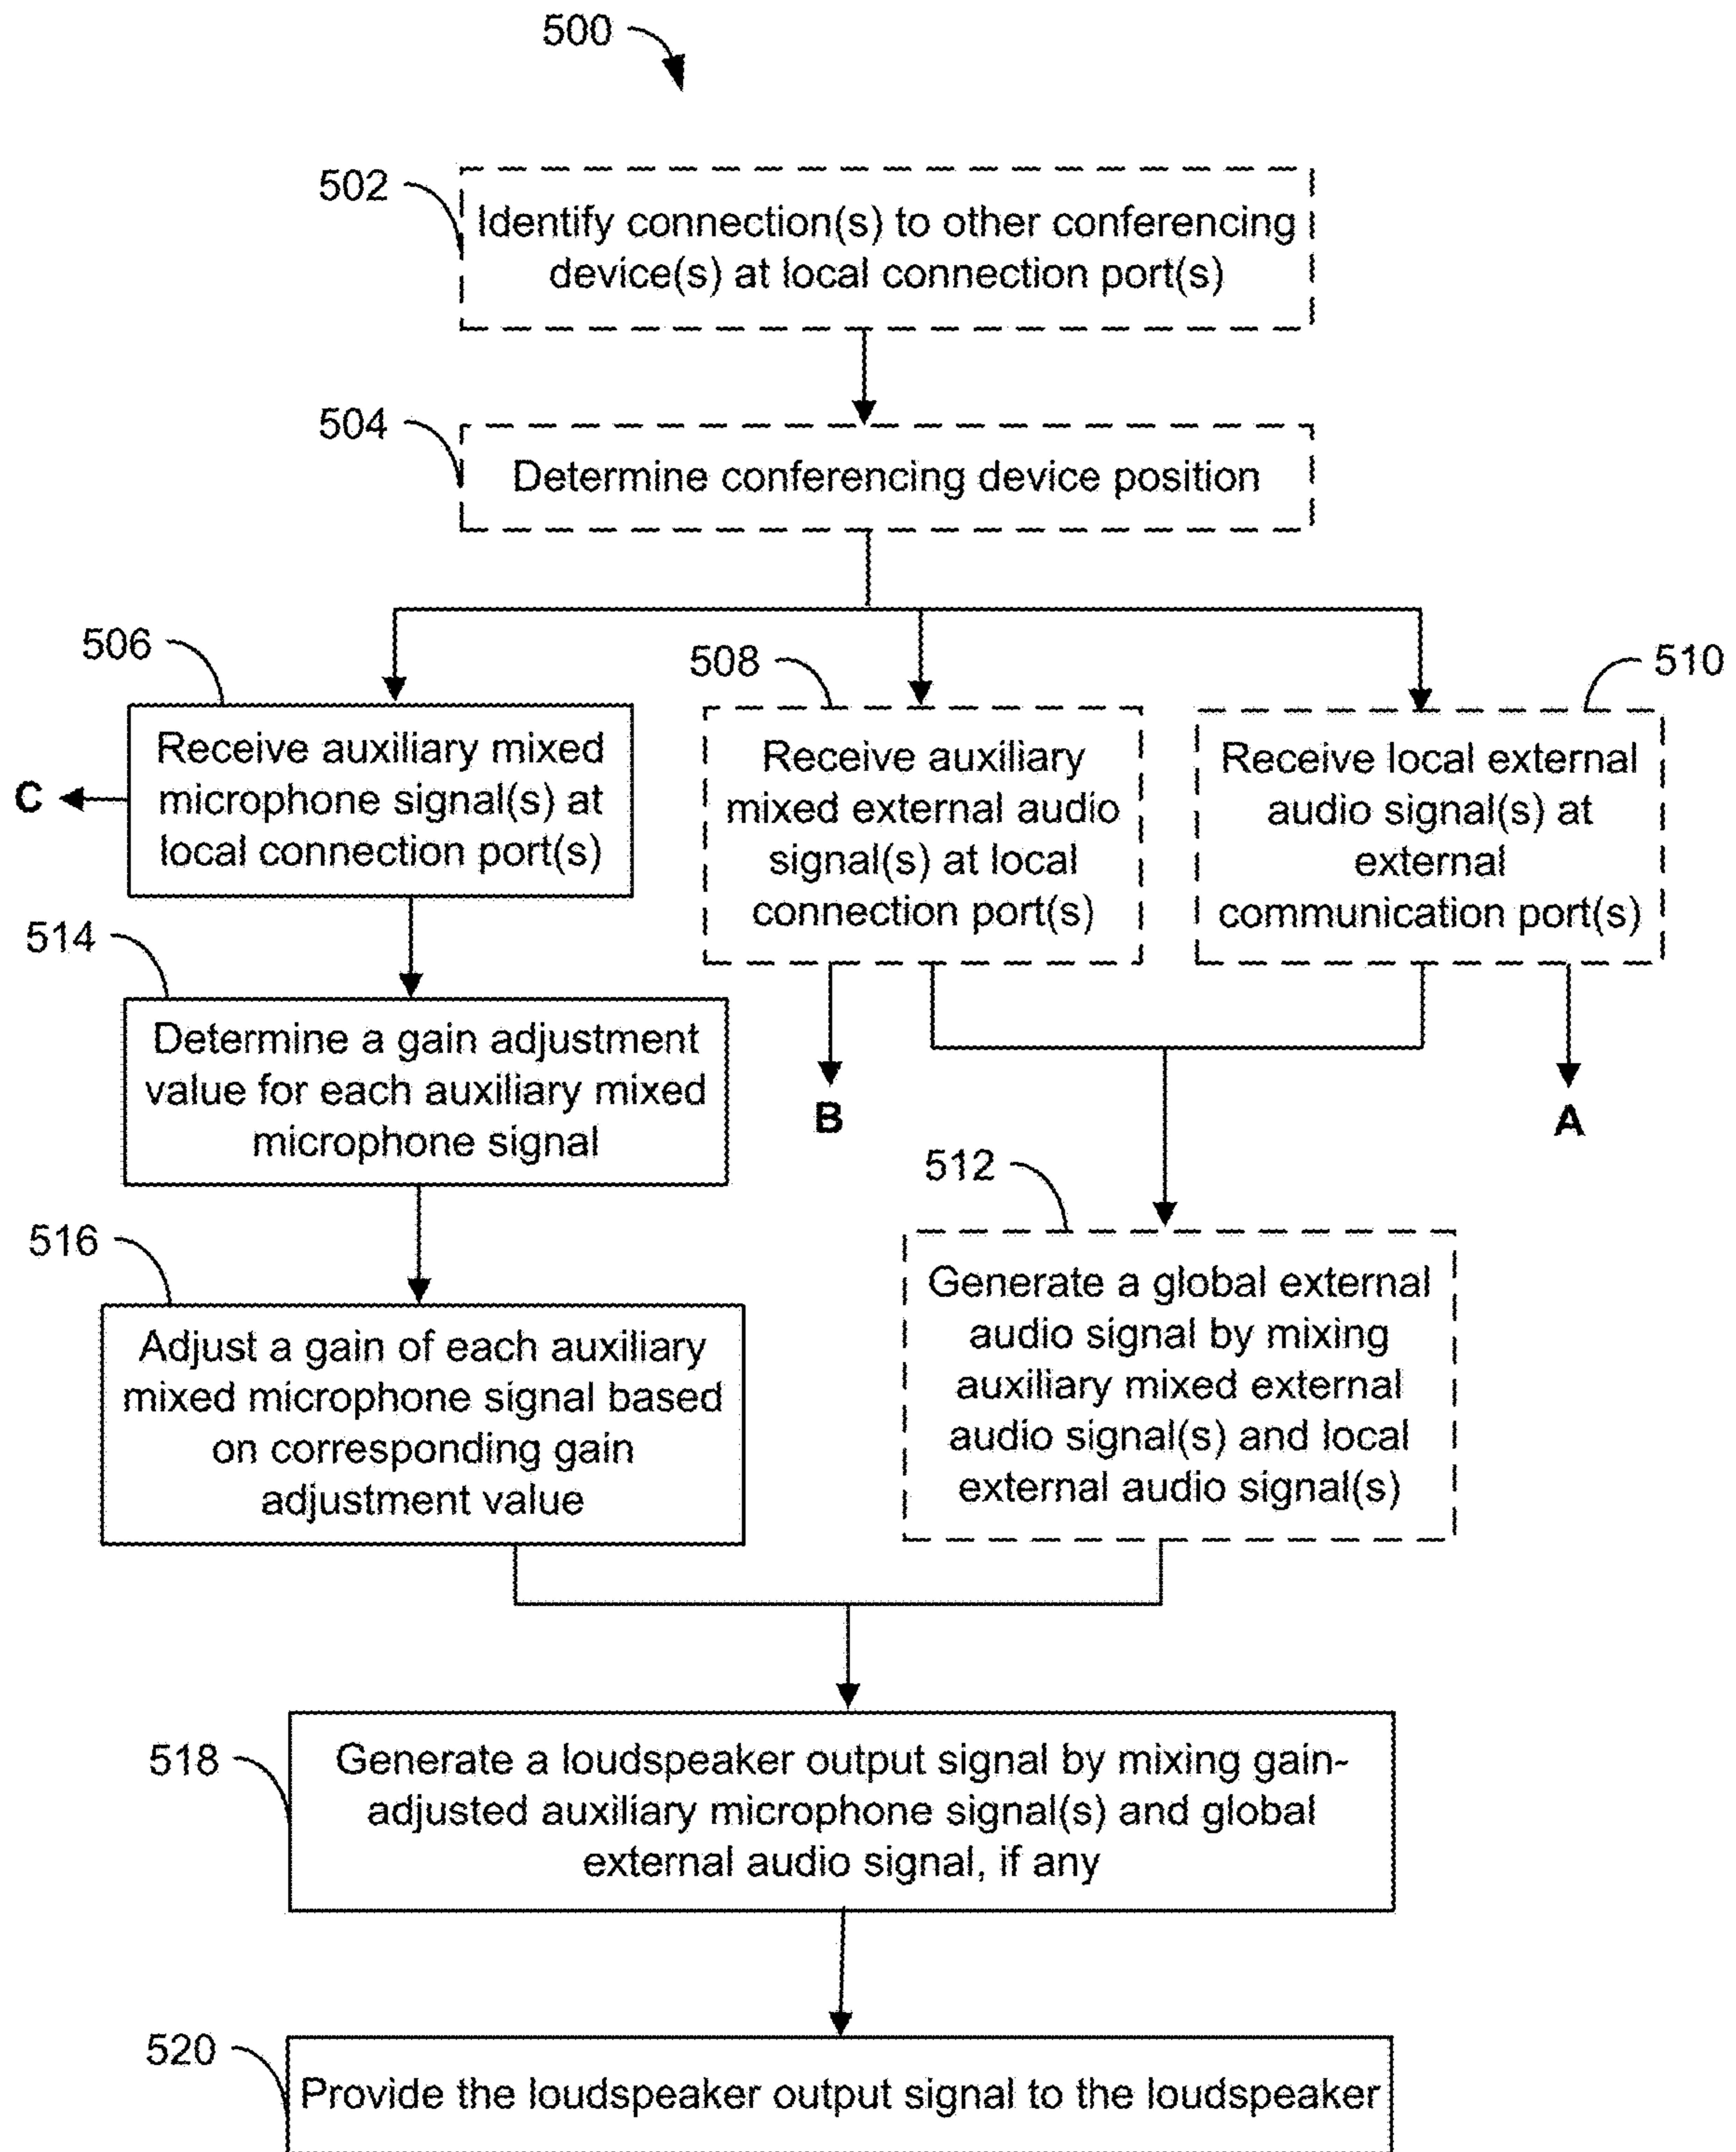 500
502
Identify connection(s) to other conferencing
device(s) at local connection port(s)
504
Determine conferencing device position
506
Receive auxiliary mixed
microphone signal(s) at
local connection port(s)
C
508
Receive auxiliary
mixed external audio
signal(s) at local
connection port(s)
B
510
Receive local external
audio signal(s) at
external
communication port(s)
A
514
Determine a gain adjustment
value for each auxiliary mixed
microphone signal
512
Generate a global external
audio signal by mixing
auxiliary mixed external
audio signal(s) and local
external audio signal(s)
516
Adjust a gain of each auxiliary
mixed microphone signal based
on corresponding gain
adjustment value
518
Generate a loudspeaker output signal by mixing gain-
adjusted auxiliary microphone signal(s) and global
external audio signal, if any
520
Provide the loudspeaker output signal to the loudspeaker